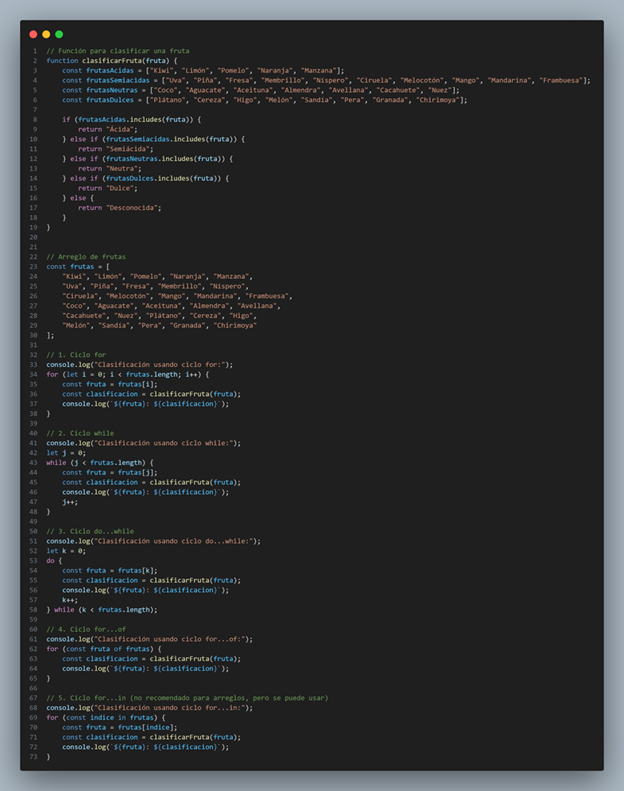 1 // Función para clasificar una fruta
2 function clasificarFruta(fruta) {
3 const frutasAcidas = ["Kiwi", "Limón", "Pomelo", "Naranja", "Manzana"];
4 const frutasSemiacidas = ["Uva", "Piña", "Fresa", "Membrillo", "Níspero", "Ciruela", "Melocotón", "Mango", "Mandarina", "Frambuesa"];
5 const frutasNeutras = ["Coco", "Aguacate", "Aceituna", "Almendra", "Avellana", "Cacahuete", "Nuez"];
6 const frutasDulces = ["Plátano", "Cereza", "Higo", "Melón", "Sandía", "Pera", "Granada", "Chirimoya"];
7
8 if (frutasAcidas.includes(fruta)) {
9 return "Ácida";
10 } else if (frutasSemiacidas.includes(fruta)) {
11 return "Semiácida";
12 } else if (frutasNeutras.includes(fruta)) {
13 return "Neutra";
14 } else if (frutasDulces.includes(fruta)) {
15 return "Dulce";
16 } else {
17 return "Desconocida";
18 }
19 }
20
21
22 // Arreglo de frutas
23 const frutas = [
24 "Kiwi", "Limón", "Pomelo", "Naranja", "Manzana",
25 "Uva", "Piña", "Fresa", "Membrillo", "Níspero",
26 "Ciruela", "Melocotón", "Mango", "Mandarina", "Frambuesa",
27 "Coco", "Aguacate", "Aceituna", "Almendra", "Avellana",
28 "Cacahuete", "Nuez", "Plátano", "Cereza", "Higo",
29 "Melón", "Sandía", "Pera", "Granada", "Chirimoya"
30 ];
31
32 // 1. Ciclo for
33 console.log("Clasificación usando ciclo for:");
34 for (let i = 0; i < frutas.length; i++) {
35 const fruta = frutas[i];
36 const clasificacion = clasificarFruta(fruta);
37 console.log(`${fruta}: ${clasificacion}`);
38 }
39
40 // 2. Ciclo while
41 console.log("Clasificación usando ciclo while:");
42 let j = 0;
43 while (j < frutas.length) {
44 const fruta = frutas[j];
45 const clasificacion = clasificarFruta(fruta);
46 console.log(`${fruta}: ${clasificacion}`);
47 j++;
48 }
49
50 // 3. Ciclo do...while
51 console.log("Clasificación usando ciclo do...while:");
52 let k = 0;
53 do {
54 const fruta = frutas[k];
55 const clasificacion = clasificarFruta(fruta);
56 console.log(`${fruta}: ${clasificacion}`);
57 k++;
58 } while (k < frutas.length);
59
60 // 4. Ciclo for...of
61 console.log("Clasificación usando ciclo for...of:");
62 for (const fruta of frutas) {
63 const clasificacion = clasificarFruta(fruta);
64 console.log(`${fruta}: ${clasificacion}`);
65 }
66
67 // 5. Ciclo for...in (no recomendado para arreglos, pero se puede usar)
68 console.log("Clasificación usando ciclo for...in:");
69 for (const indice in frutas) {
70 const fruta = frutas[indice];
71 const clasificacion = clasificarFruta(fruta);
72 console.log(`${fruta}: ${clasificacion}`);
73 }